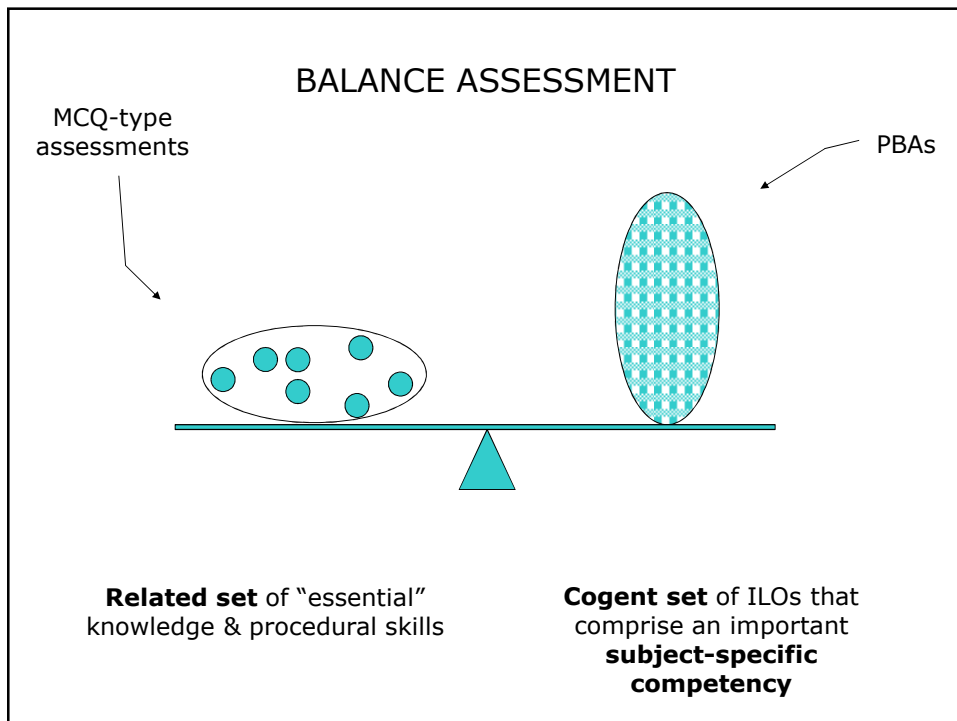 BALANCE ASSESSMENT
MCQ-type
assessments
PBAs
Related set of “essential”
knowledge & procedural skills
Cogent set of ILOs that
comprise an important
subject-specific
competency